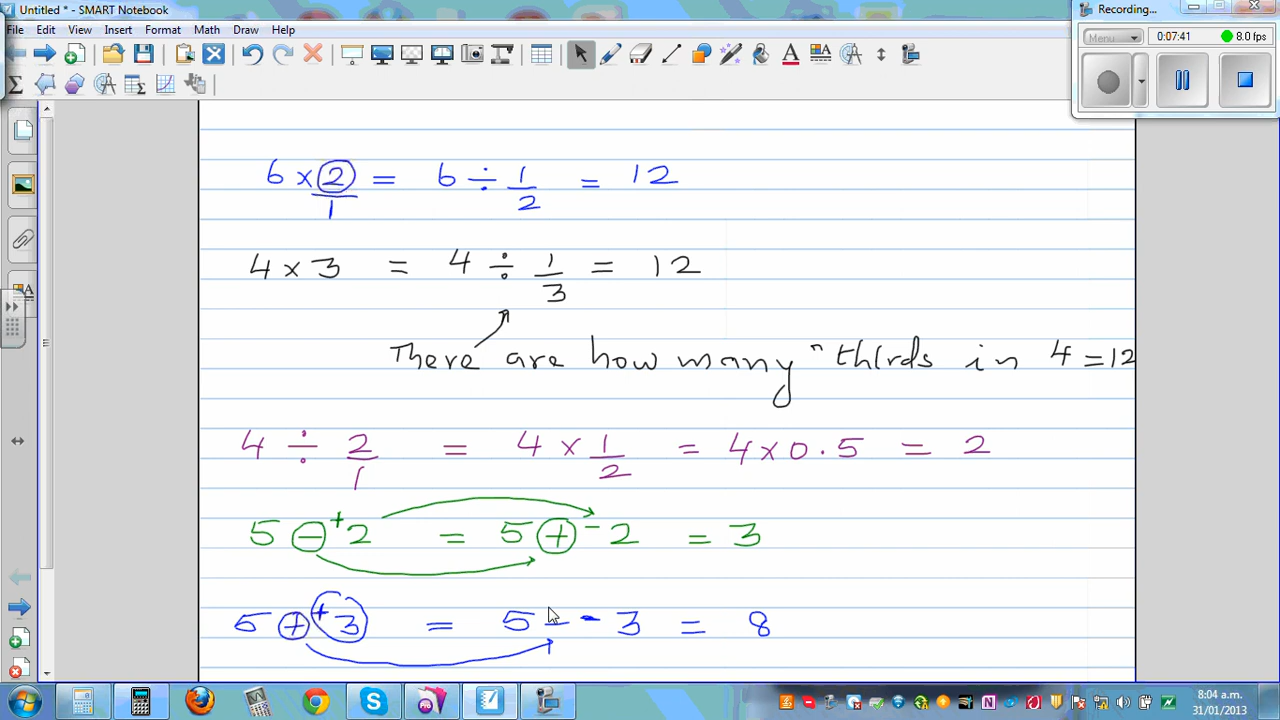 Untitled * - SMART Notebook
Recording...
File Edit View Insert Format Math Draw Help
Menu 0:07:41 8.0 fps
6 × 2/1 = 6 ÷ 1/2 = 12
4 × 3 = 4 ÷ 1/3 = 12
There are how many "thirds in 4 = 12
4 ÷ 2/1 = 4 × 1/2 = 4 × 0.5 = 2
5 − +2 = 5 + −2 = 3
5 + +3 = 5 − − 3 = 8
8:04 a.m.
31/01/2013